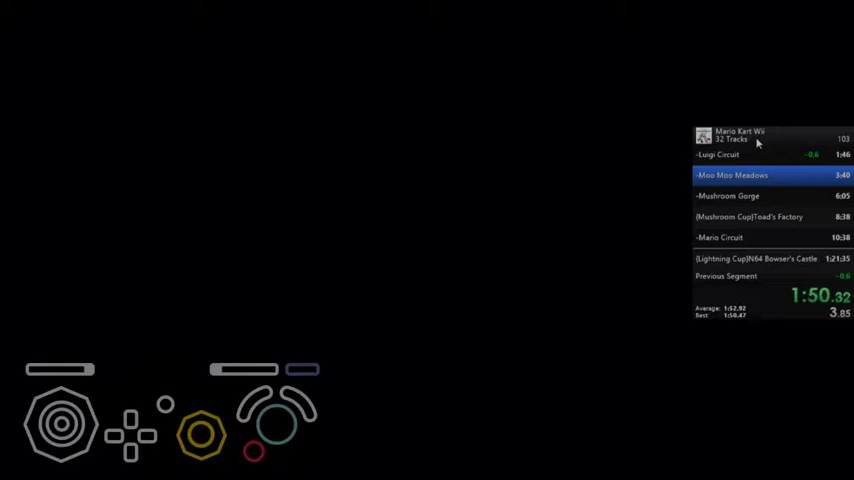 Mario Kart Wii
32 Tracks 103
-Luigi Circuit -0.6 1:46
-Moo Moo Meadows 3:40
-Mushroom Gorge 6:05
{Mushroom Cup}Toad's Factory 8:38
-Mario Circuit 10:38
{Lightning Cup}N64 Bowser's Castle 1:21:35
Previous Segment -0.6
1:50.32
Average: 1:52.92
Best: 1:50.47 3.85